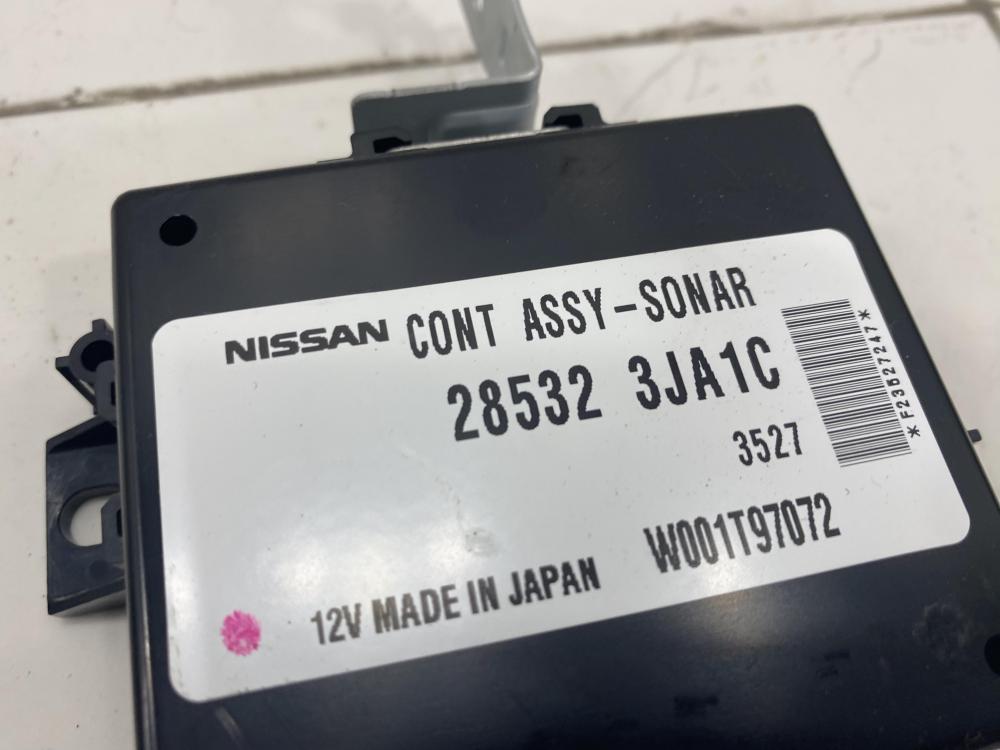 NISSAN CONT ASSY-SONAR
28532 3JA1C
3527
W001T97072
12V MADE IN JAPAN
*F23527247*